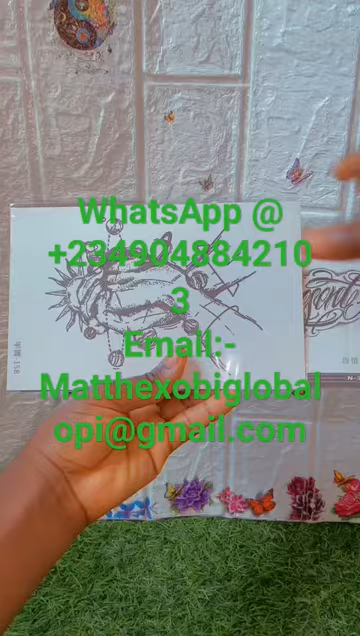 WhatsApp @
+234904884210
3
Email:-
Matthexobiglobal
opi@gmail.com